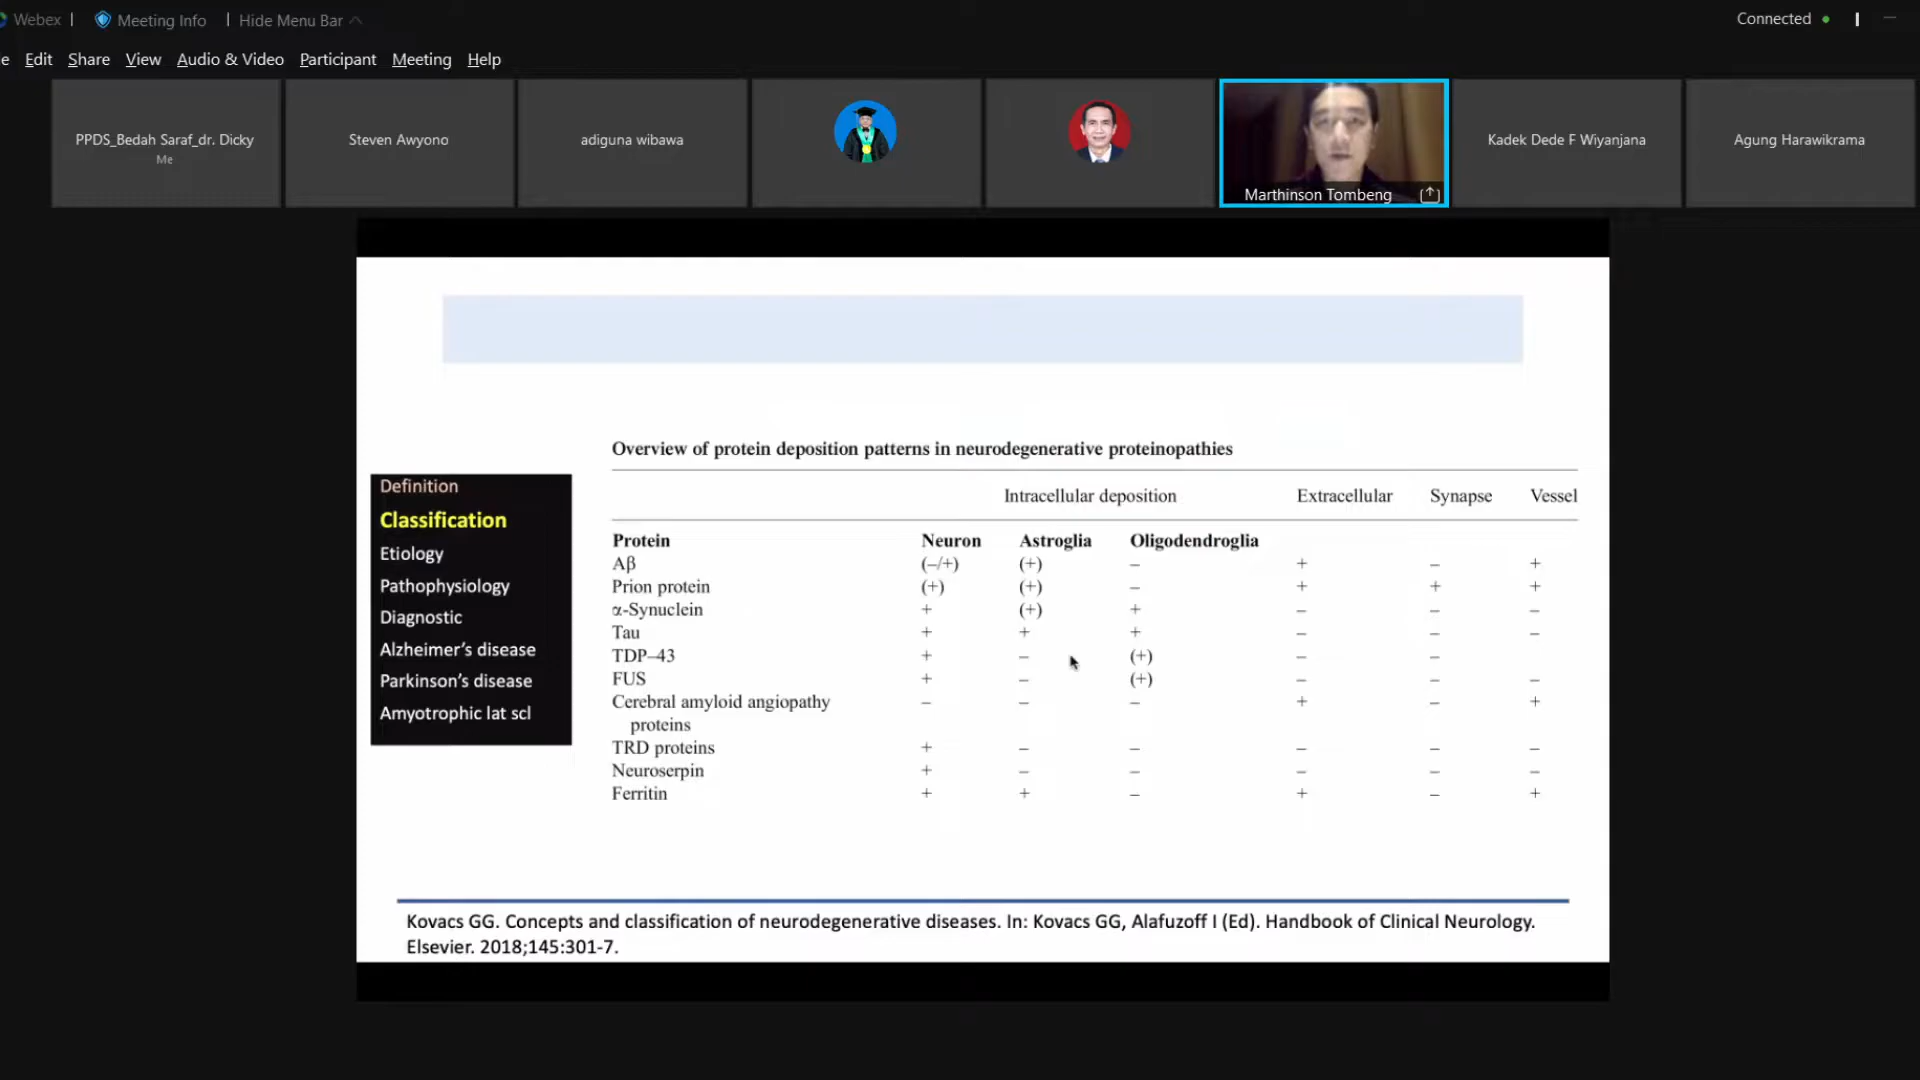 Webex | Meeting Info | Hide Menu Bar
Connected
e Edit Share View Audio & Video Participant Meeting Help
PPDS_Bedah Saraf_dr. Dicky
Me
Steven Awyono
adiguna wibawa
Marthinson Tombeng
Kadek Dede F Wiyanjana
Agung Harawikrama
Definition
Classification
Etiology
Pathophysiology
Diagnostic
Alzheimer's disease
Parkinson's disease
Amyotrophic lat scl
Overview of protein deposition patterns in neurodegenerative proteinopathies
Intracellular deposition Extracellular Synapse Vessel
Protein Neuron Astroglia Oligodendroglia
Aβ (–/+) (+) – + – +
Prion protein (+) (+) – + + +
α-Synuclein + (+) + – – –
Tau + + + – – –
TDP–43 + – (+) – –
FUS + – (+) – – –
Cerebral amyloid angiopathy – – – + – +
proteins
TRD proteins + – – – – –
Neuroserpin + – – – – –
Ferritin + + – + – +
Kovacs GG. Concepts and classification of neurodegenerative diseases. In: Kovacs GG, Alafuzoff I (Ed). Handbook of Clinical Neurology.
Elsevier. 2018;145:301-7.